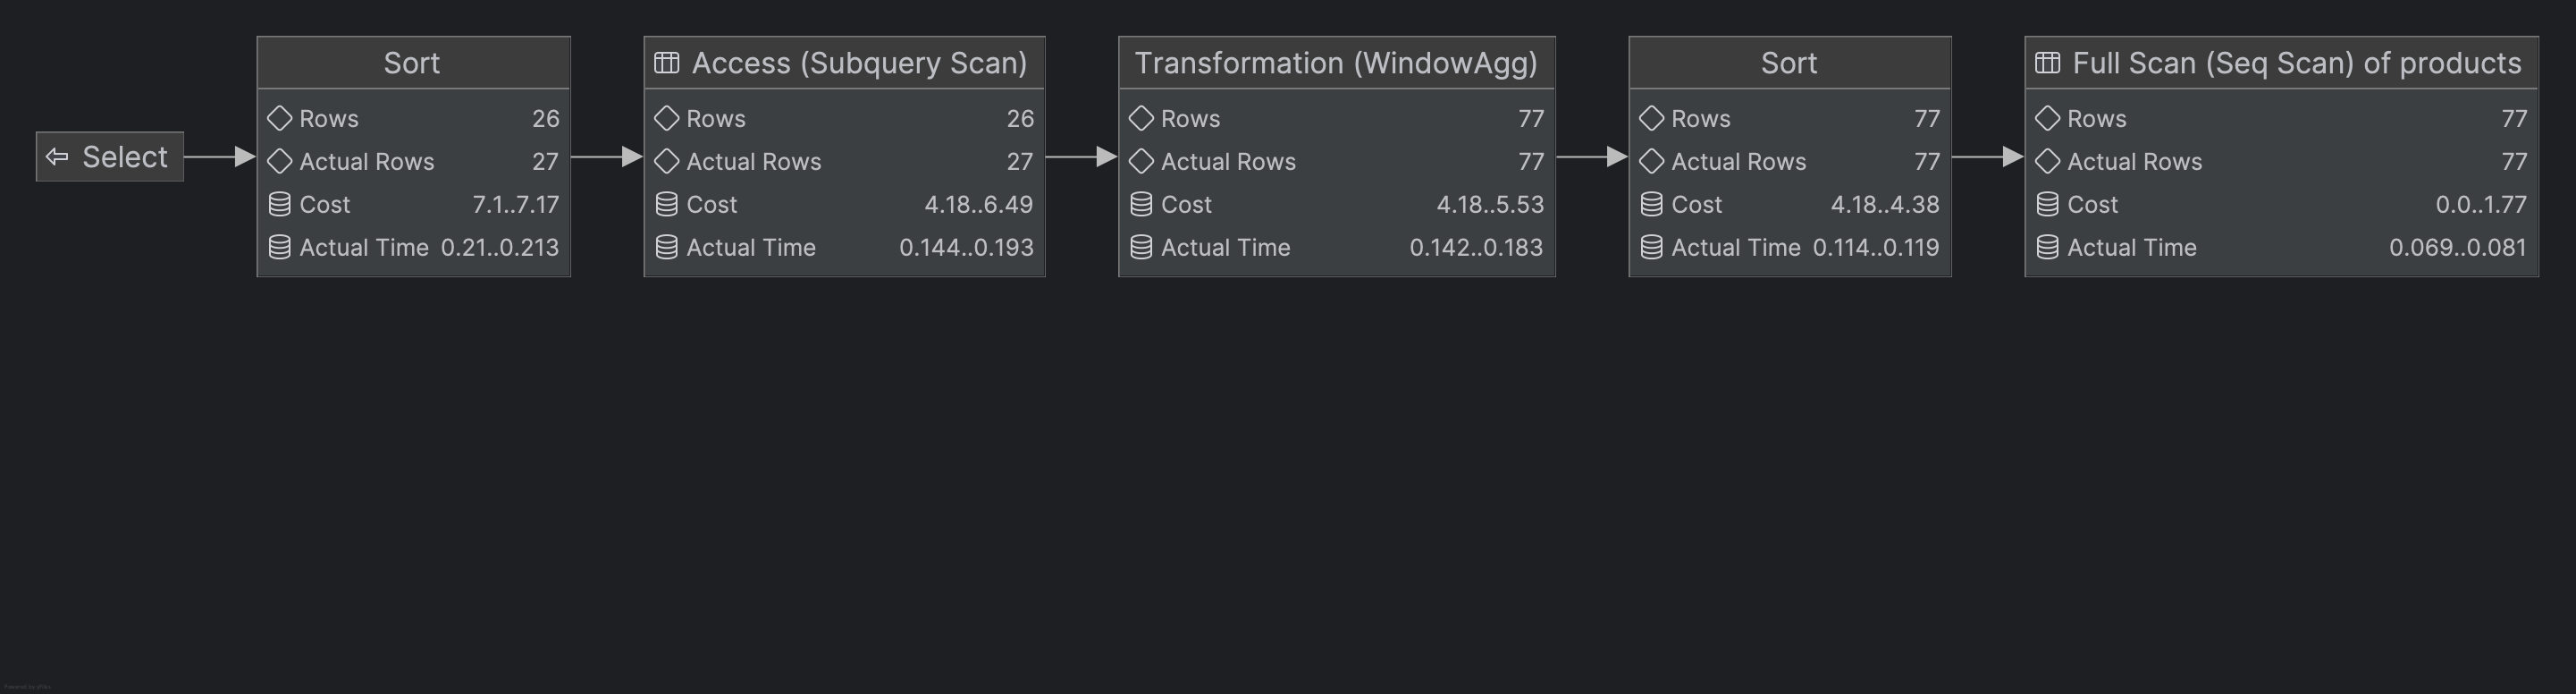 Select
Sort
Rows 26
Actual Rows 27
Cost 7.1..7.17
Actual Time 0.21..0.213
Access (Subquery Scan)
Rows 26
Actual Rows 27
Cost 4.18..6.49
Actual Time 0.144..0.193
Transformation (WindowAgg)
Rows 77
Actual Rows 77
Cost 4.18..5.53
Actual Time 0.142..0.183
Sort
Rows 77
Actual Rows 77
Cost 4.18..4.38
Actual Time 0.114..0.119
Full Scan (Seq Scan) of products
Rows 77
Actual Rows 77
Cost 0.0..1.77
Actual Time 0.069..0.081
Powered by